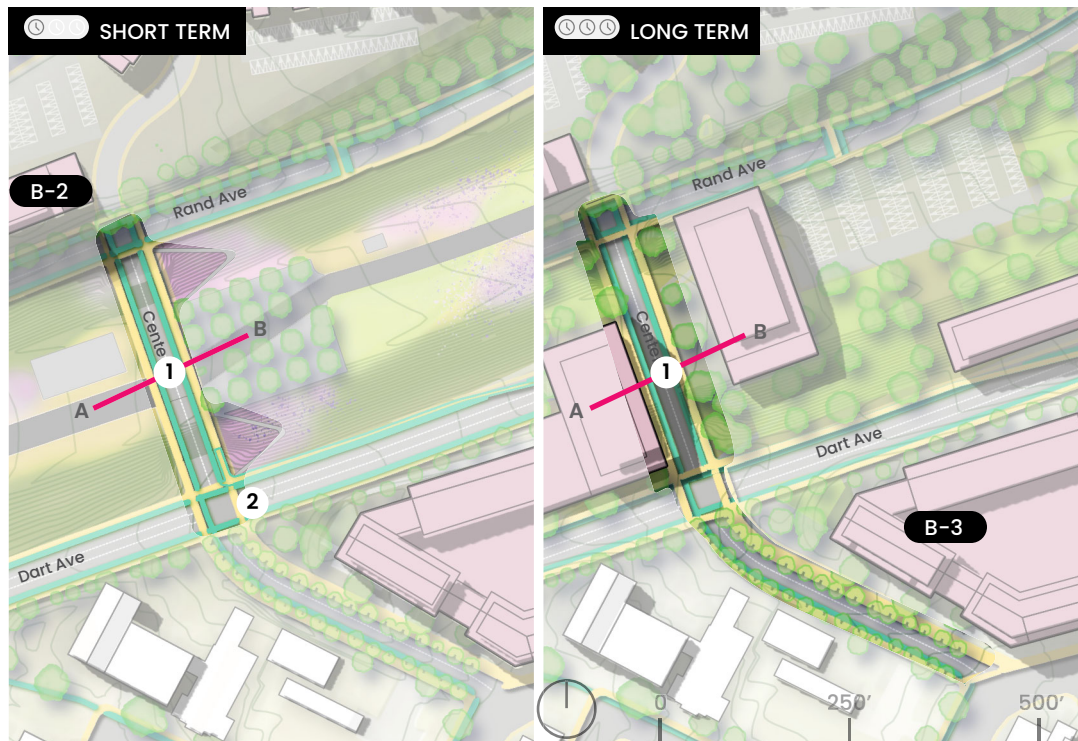 SHORT TERM
B-2
Rand Ave
Cente
1
A
B
2
Dart Ave
LONG TERM
Rand Ave
Cente
1
A
B
Dart Ave
B-3
0
250′
500′